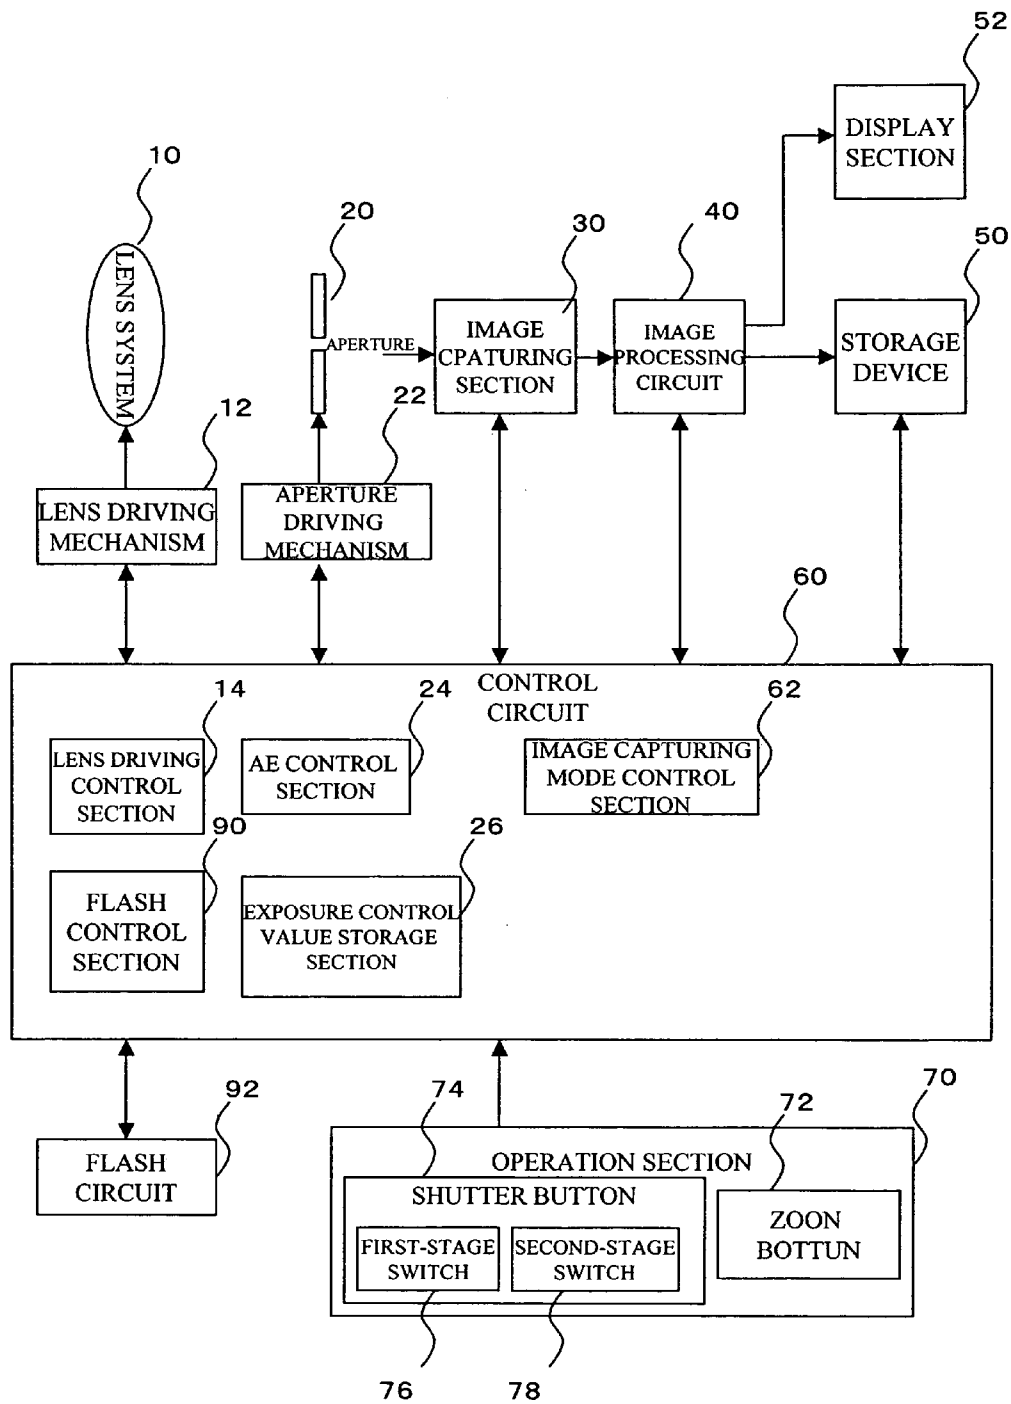 52
DISPLAY
SECTION
10
20
30
40
50
LENS SYSTEM
APERTURE
IMAGE
CPATURING
SECTION
IMAGE
PROCESSING
CIRCUIT
STORAGE
DEVICE
12
22
LENS DRIVING
MECHANISM
APERTURE
DRIVING
MECHANISM
60
CONTROL
CIRCUIT
14
24
62
LENS DRIVING
CONTROL
SECTION
AE CONTROL
SECTION
IMAGE CAPTURING
MODE CONTROL
SECTION
90
26
FLASH
CONTROL
SECTION
EXPOSURE CONTROL
VALUE STORAGE
SECTION
92
74
72
70
FLASH
CIRCUIT
OPERATION SECTION
SHUTTER BUTTON
FIRST-STAGE
SWITCH
SECOND-STAGE
SWITCH
ZOON
BOTTUN
76
78